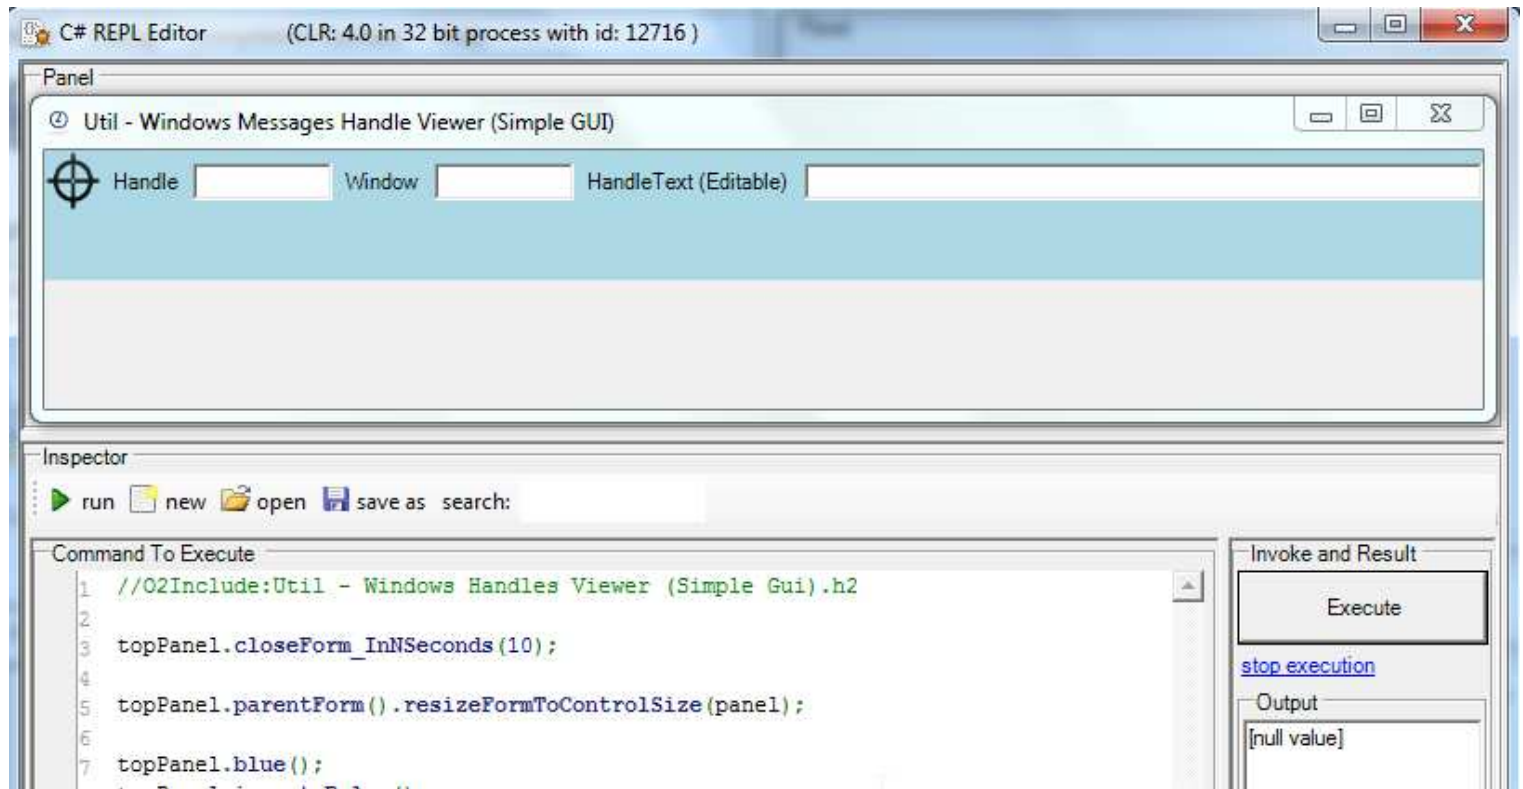 C# REPL Editor (CLR: 4.0 in 32 bit process with id: 12716 )
Panel
Util - Windows Messages Handle Viewer (Simple GUI)
Handle Window HandleText (Editable)
Inspector
run new open save as search:
Command To Execute
1 //O2Include:Util - Windows Handles Viewer (Simple Gui).h2
2
3 topPanel.closeForm_InNSeconds(10);
4
5 topPanel.parentForm().resizeFormToControlSize(panel);
6
7 topPanel.blue();
Invoke and Result
Execute
stop execution
Output
[null value]